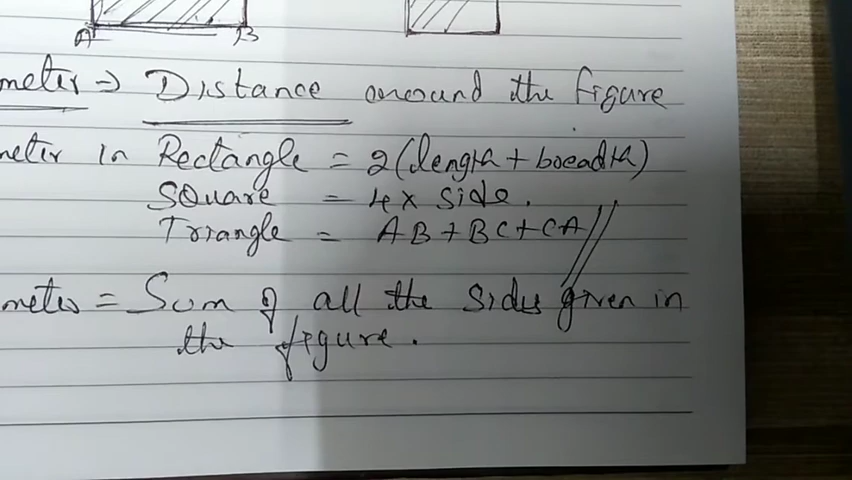 A B
meter => Distance around the figure
meter in Rectangle = 2(length + breadth)
Square = 4 x side.
Triangle = AB + BC + CA //
meter = Sum of all the sides given in
the figure.